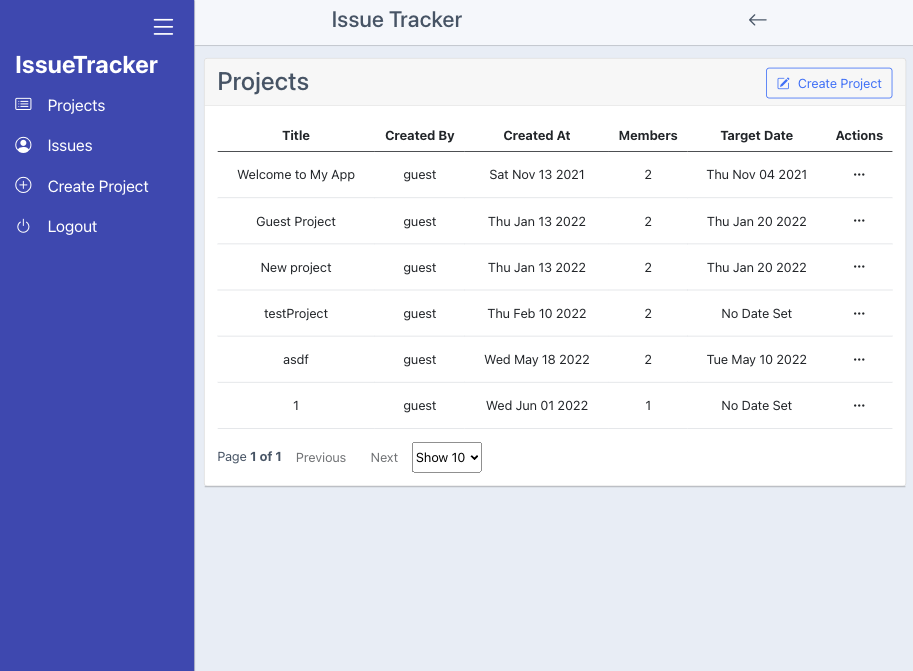 Issue Tracker
IssueTracker
Projects
Issues
Create Project
Logout
Projects
Create Project
Title Created By Created At Members Target Date Actions
Welcome to My App guest Sat Nov 13 2021 2 Thu Nov 04 2021 ...
Guest Project guest Thu Jan 13 2022 2 Thu Jan 20 2022 ...
New project guest Thu Jan 13 2022 2 Thu Jan 20 2022 ...
testProject guest Thu Feb 10 2022 2 No Date Set ...
asdf guest Wed May 18 2022 2 Tue May 10 2022 ...
1 guest Wed Jun 01 2022 1 No Date Set ...
Page 1 of 1 Previous Next Show 10